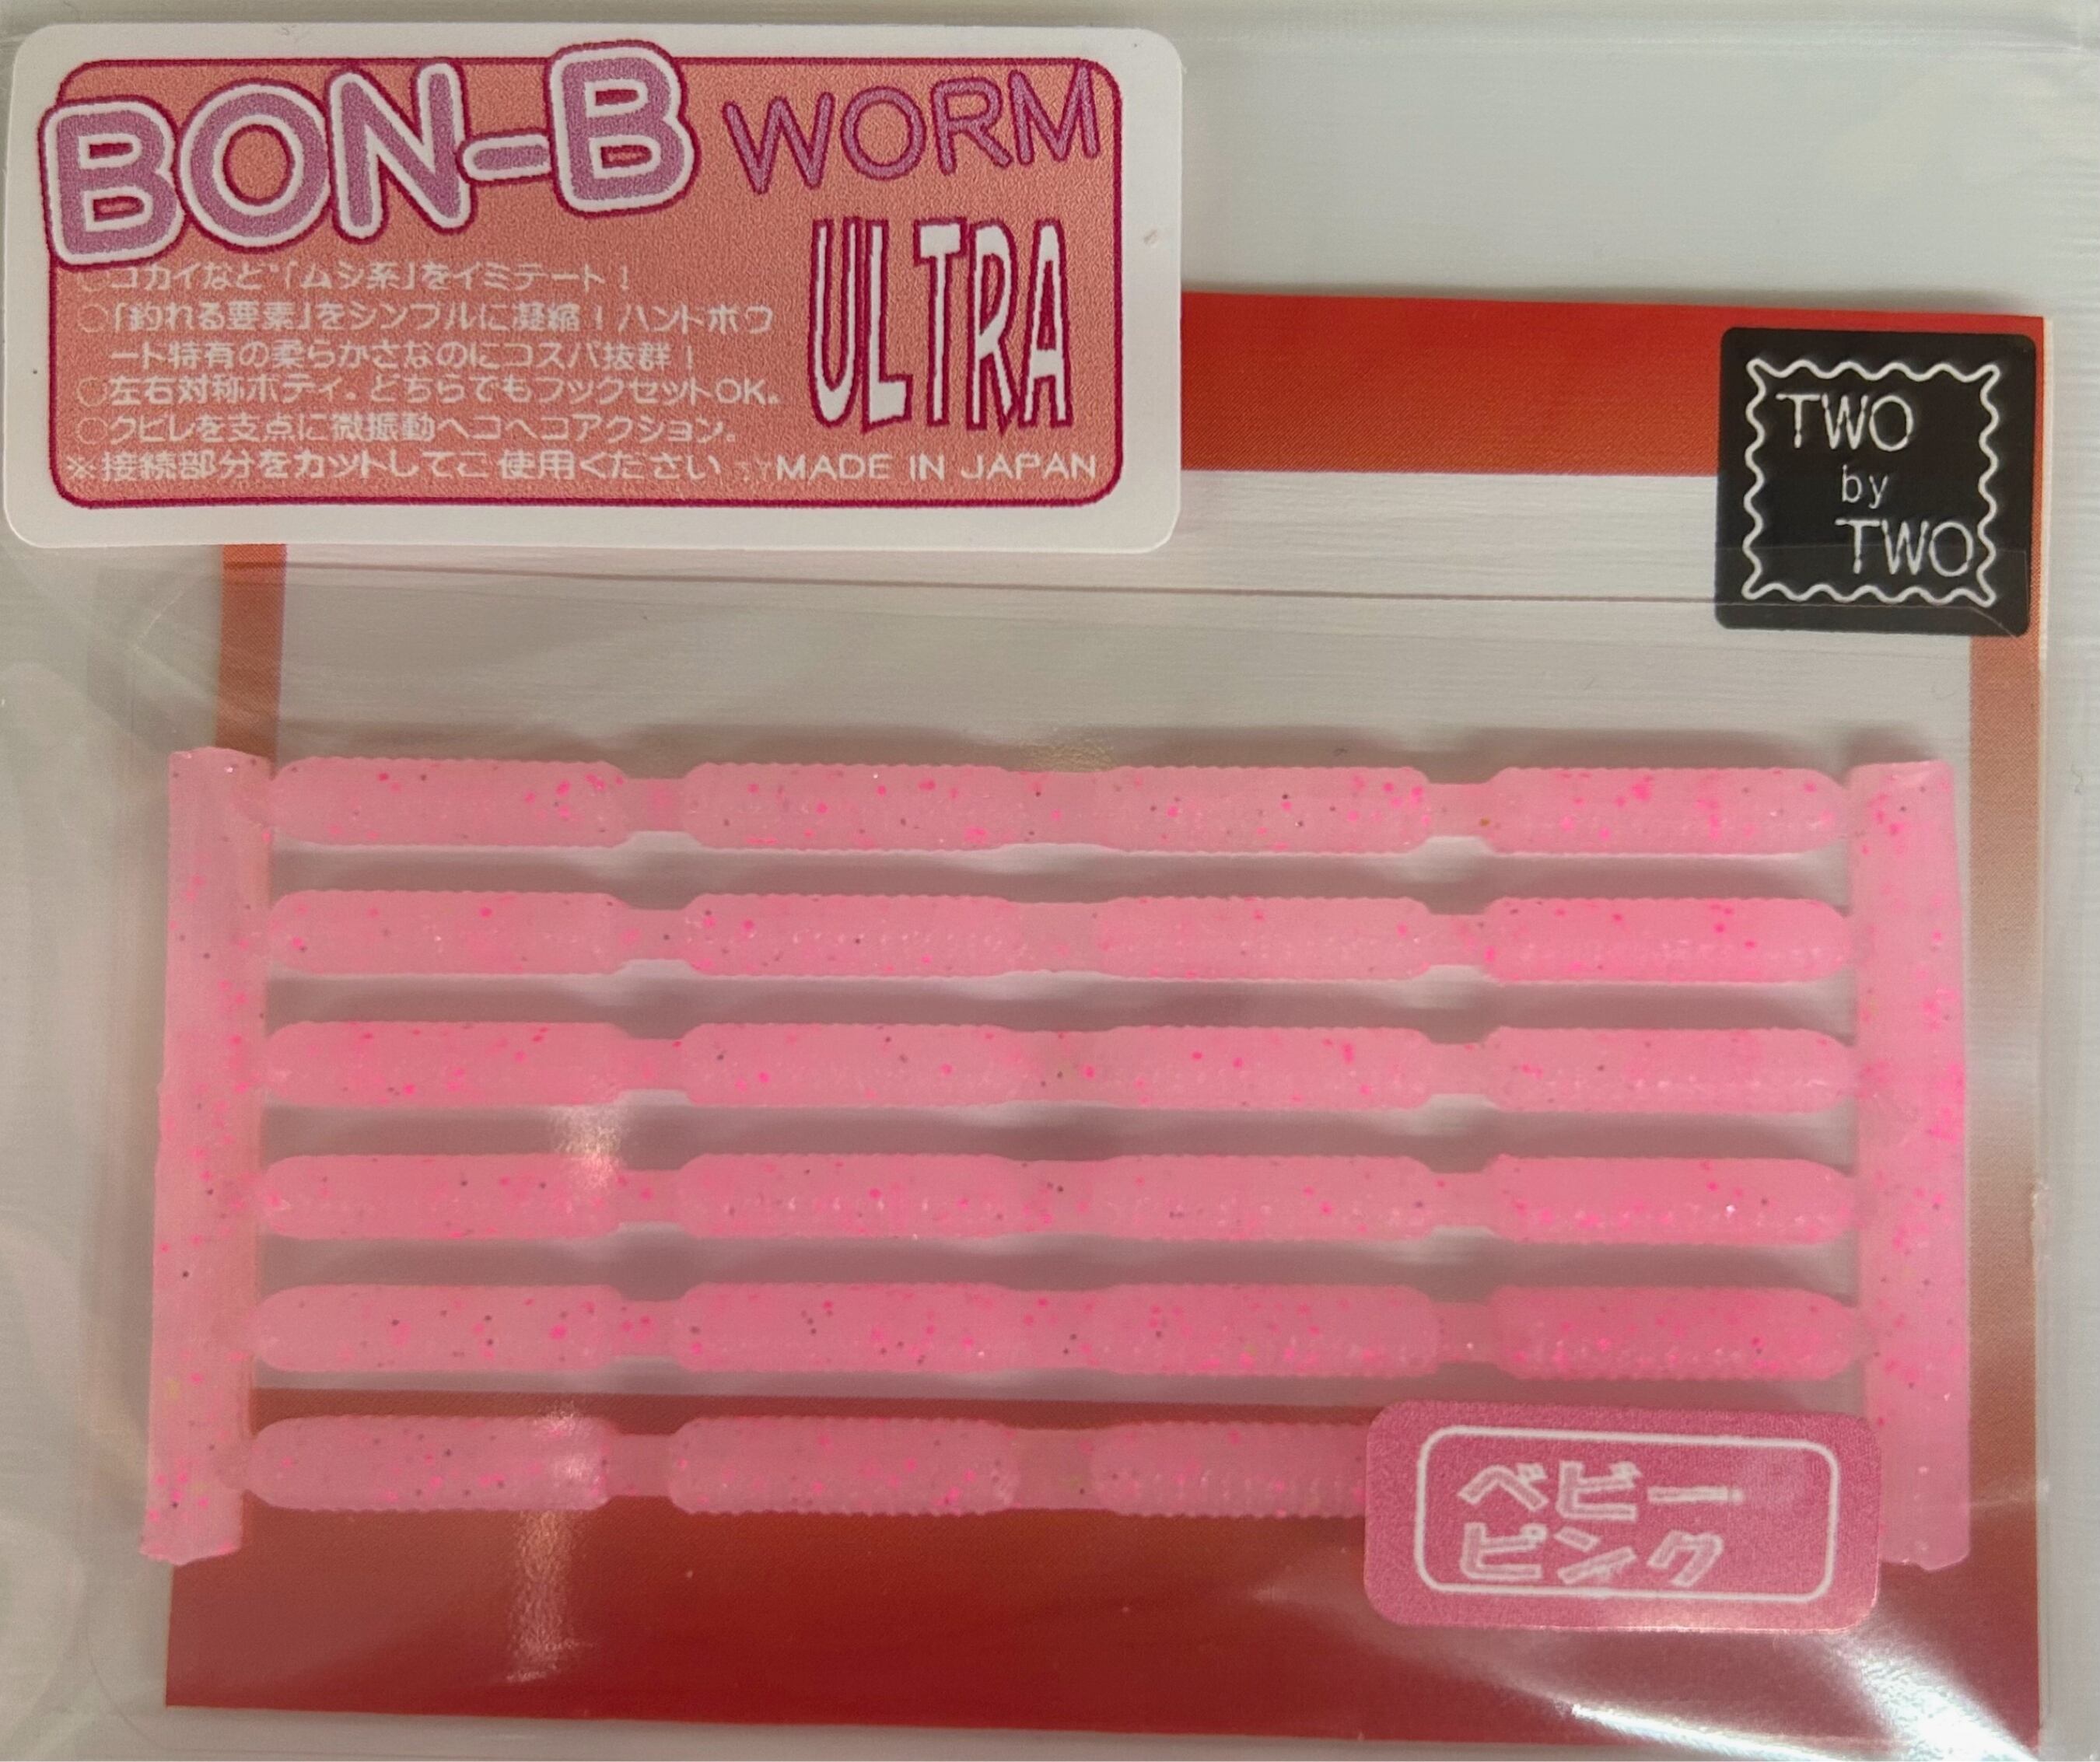 BON-B WORM
ULTRA
○コカイなど「ムシ系」をイミテート！
○「釣れる要素」をシンプルに凝縮！ハンドポウ
ート特有の柔らかさなのにコスパ抜群！
○左右対称ボディ。どちらでもフックセットOK。
○クビレを支点に微振動ヘコヘコアクション。
※接続部分をカットしてご使用ください
MADE IN JAPAN
TWO
by
TWO
ベビー
ピンク